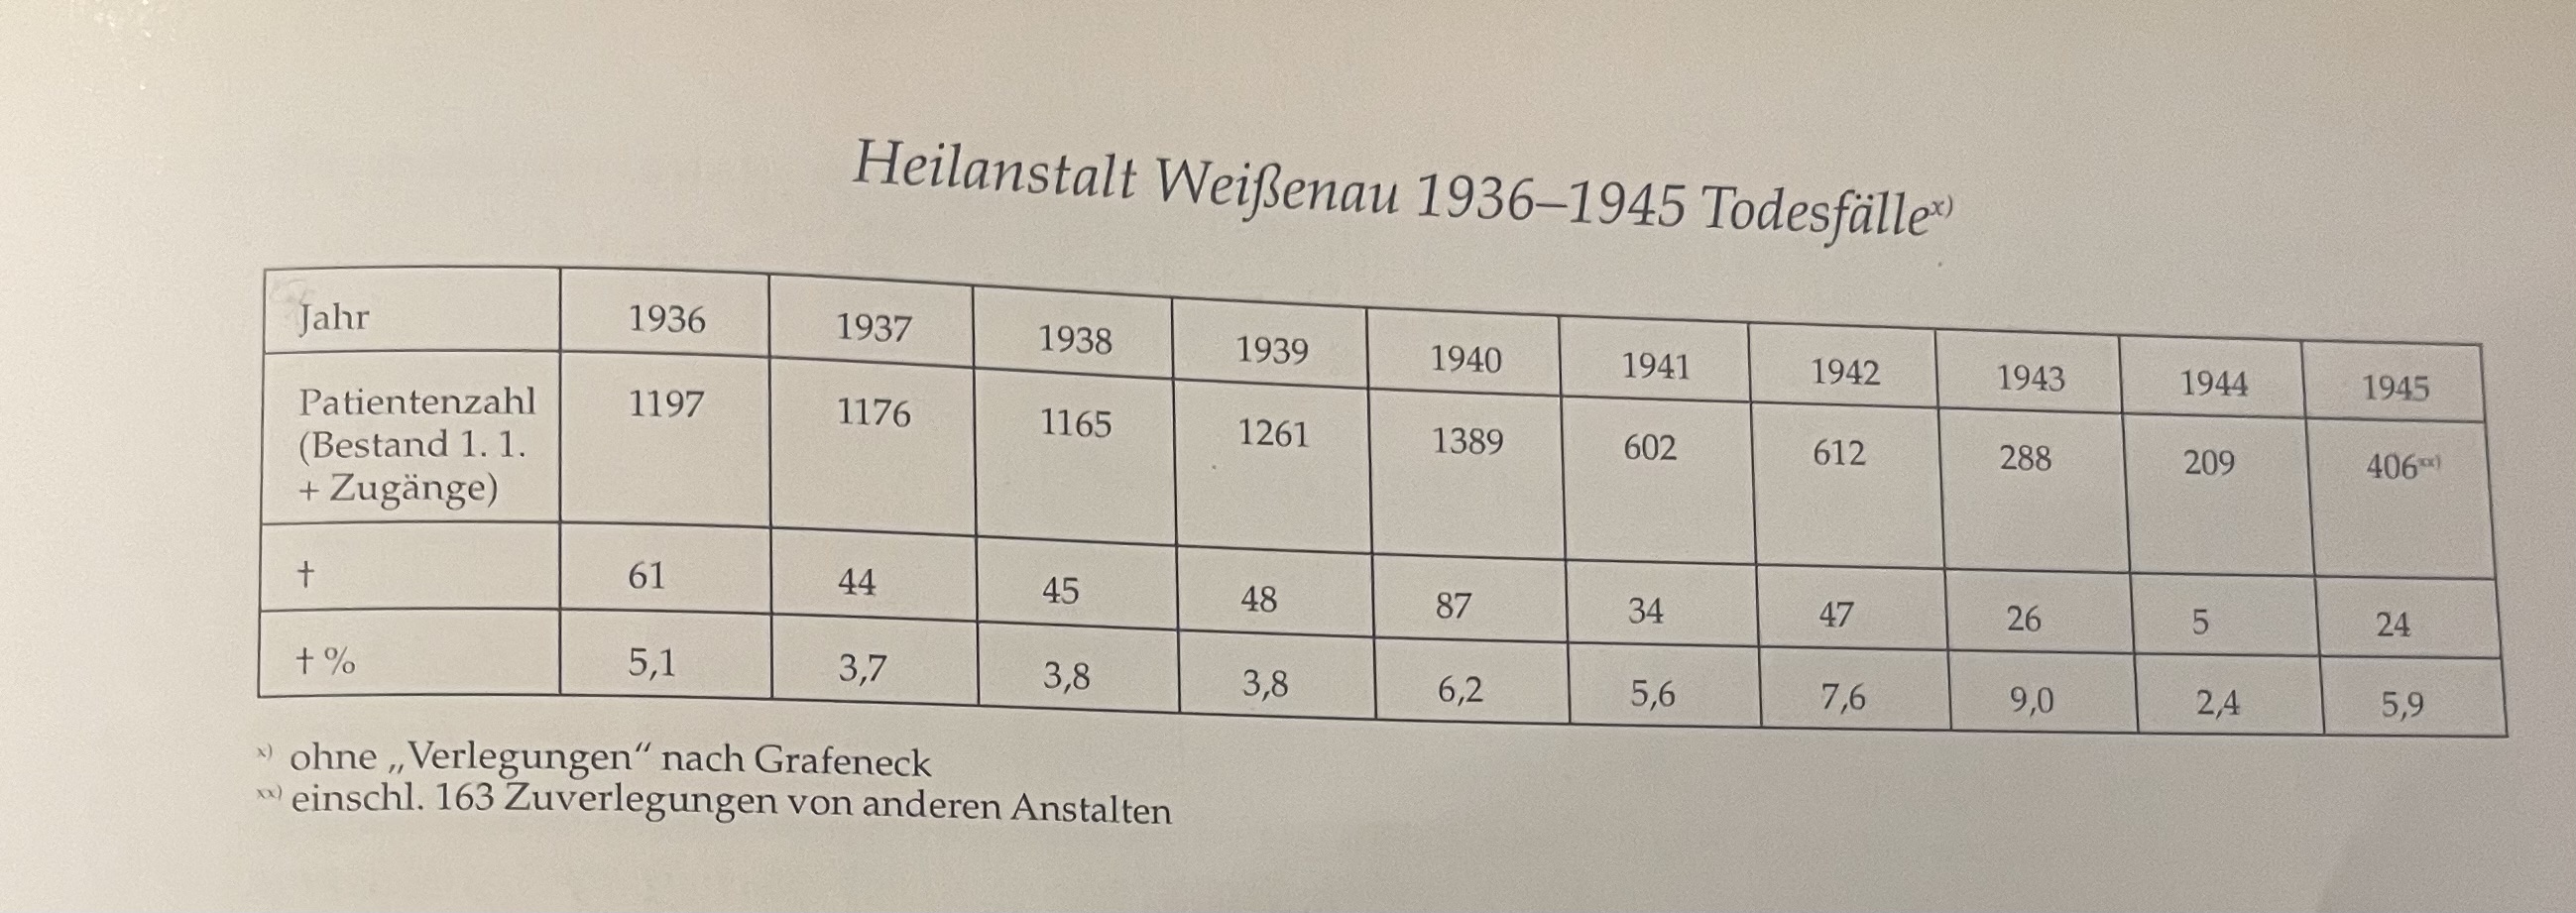 Heilanstalt Weißenau 1936–1945 Todesfälle x)
Jahr 1936 1937 1938 1939 1940 1941 1942 1943 1944 1945
Patientenzahl 1197 1176 1165 1261 1389 602 612 288 209 406 xx)
(Bestand 1. 1.
+ Zugänge)
† 61 44 45 48 87 34 47 26 5 24
† % 5,1 3,7 3,8 3,8 6,2 5,6 7,6 9,0 2,4 5,9
x) ohne „Verlegungen“ nach Grafeneck
xx) einschl. 163 Zuverlegungen von anderen Anstalten